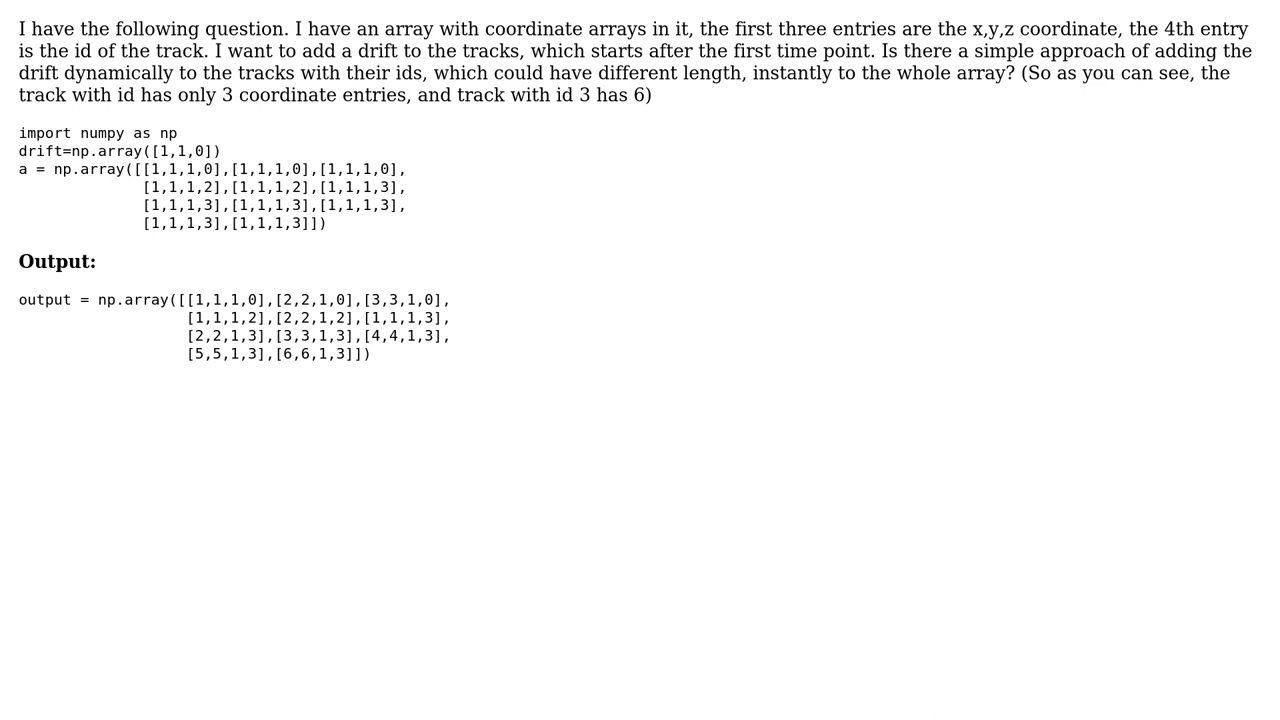 I have the following question. I have an array with coordinate arrays in it, the first three entries are the x,y,z coordinate, the 4th entry
is the id of the track. I want to add a drift to the tracks, which starts after the first time point. Is there a simple approach of adding the
drift dynamically to the tracks with their ids, which could have different length, instantly to the whole array? (So as you can see, the
track with id has only 3 coordinate entries, and track with id 3 has 6)
import numpy as np
drift=np.array([1,1,0])
a = np.array([[1,1,1,0],[1,1,1,0],[1,1,1,0],
              [1,1,1,2],[1,1,1,2],[1,1,1,3],
              [1,1,1,3],[1,1,1,3],[1,1,1,3],
              [1,1,1,3],[1,1,1,3]])
Output:
output = np.array([[1,1,1,0],[2,2,1,0],[3,3,1,0],
                   [1,1,1,2],[2,2,1,2],[1,1,1,3],
                   [2,2,1,3],[3,3,1,3],[4,4,1,3],
                   [5,5,1,3],[6,6,1,3]])